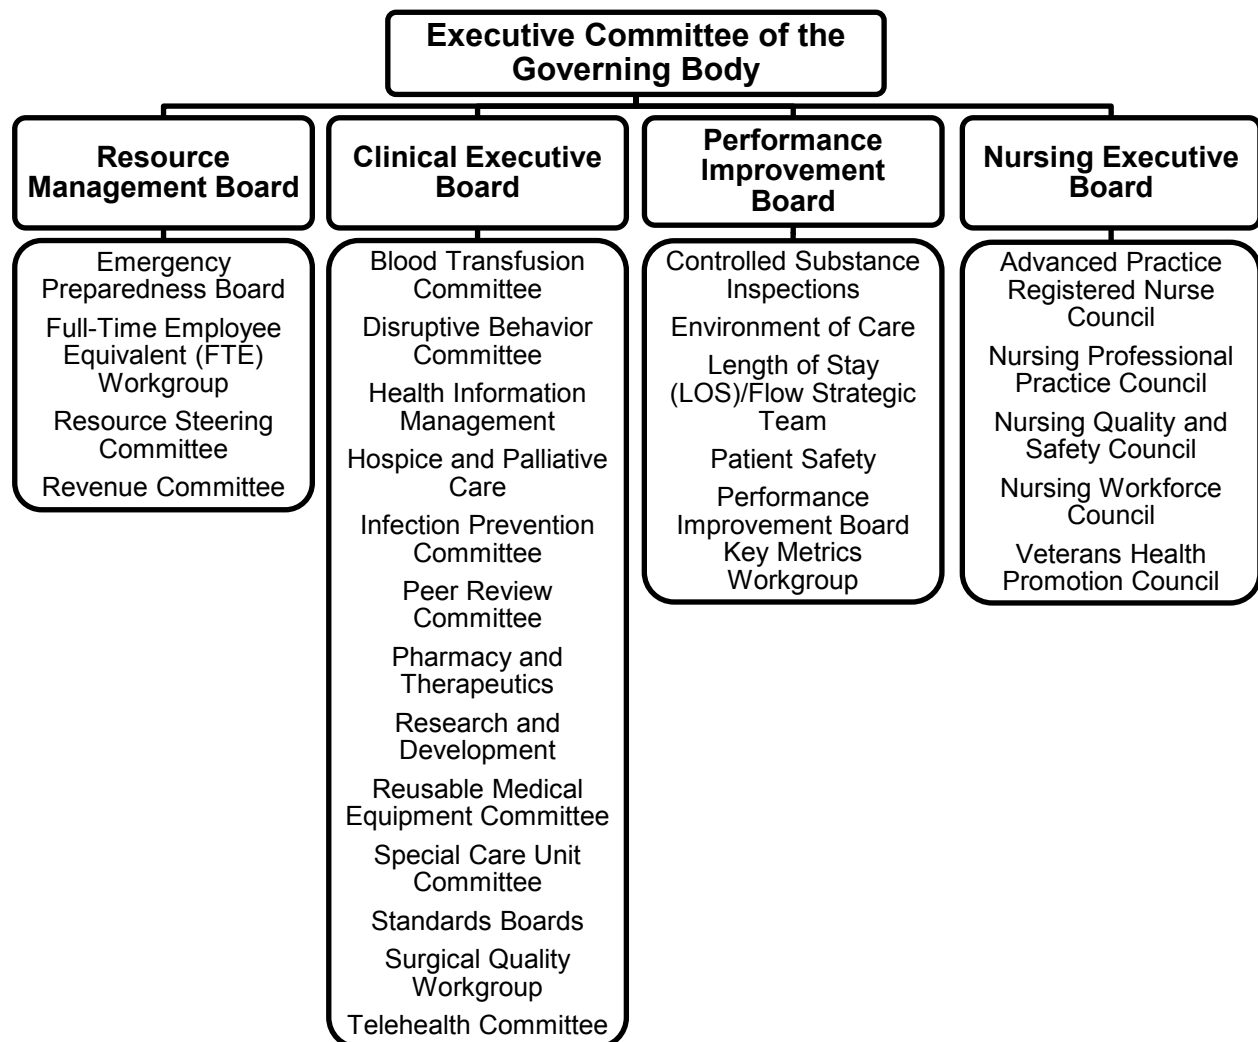 Executive Committee of the
Governing Body
Resource
Management Board
Emergency
Preparedness Board
Full-Time Employee
Equivalent (FTE)
Workgroup
Resource Steering
Committee
Revenue Committee
Clinical Executive
Board
Blood Transfusion
Committee
Disruptive Behavior
Committee
Health Information
Management
Hospice and Palliative
Care
Infection Prevention
Committee
Peer Review
Committee
Pharmacy and
Therapeutics
Research and
Development
Reusable Medical
Equipment Committee
Special Care Unit
Committee
Standards Boards
Surgical Quality
Workgroup
Telehealth Committee
Performance
Improvement
Board
Controlled Substance
Inspections
Environment of Care
Length of Stay
(LOS)/Flow Strategic
Team
Patient Safety
Performance
Improvement Board
Key Metrics
Workgroup
Nursing Executive
Board
Advanced Practice
Registered Nurse
Council
Nursing Professional
Practice Council
Nursing Quality and
Safety Council
Nursing Workforce
Council
Veterans Health
Promotion Council